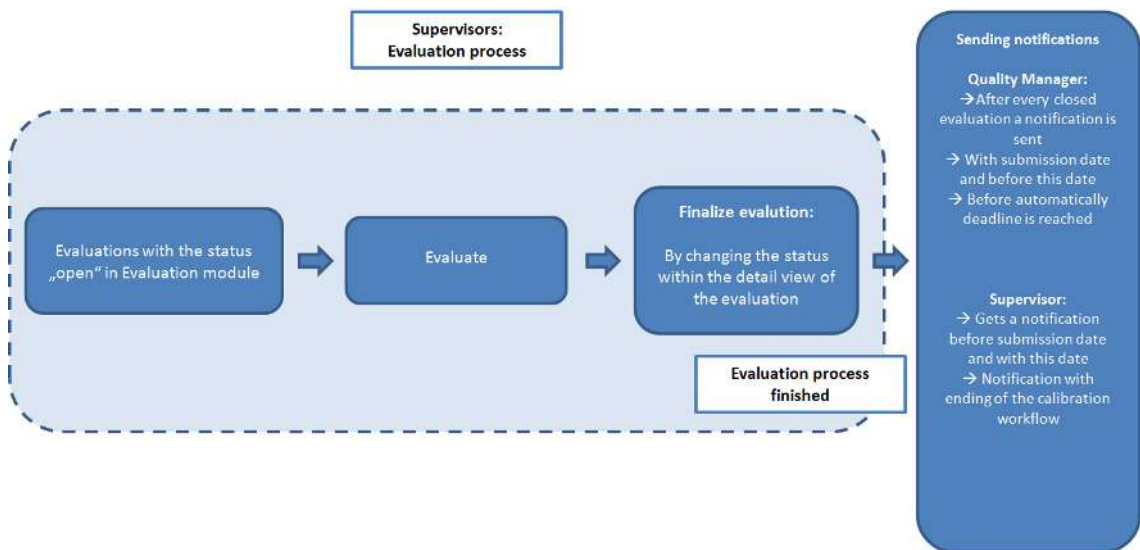 Supervisors:
Evaluation process
Evaluations with the status
„open“ in Evaluation module
Evaluate
Finalize evalution:
By changing the status
within the detail view of
the evaluation
Evaluation process
finished
Sending notifications
Quality Manager:
→After every closed
evaluation a notification is
sent
→ With submission date
and before this date
→ Before automatically
deadline is reached
Supervisor:
→ Gets a notification
before submission date
and with this date
→ Notification with
ending of the calibration
workflow